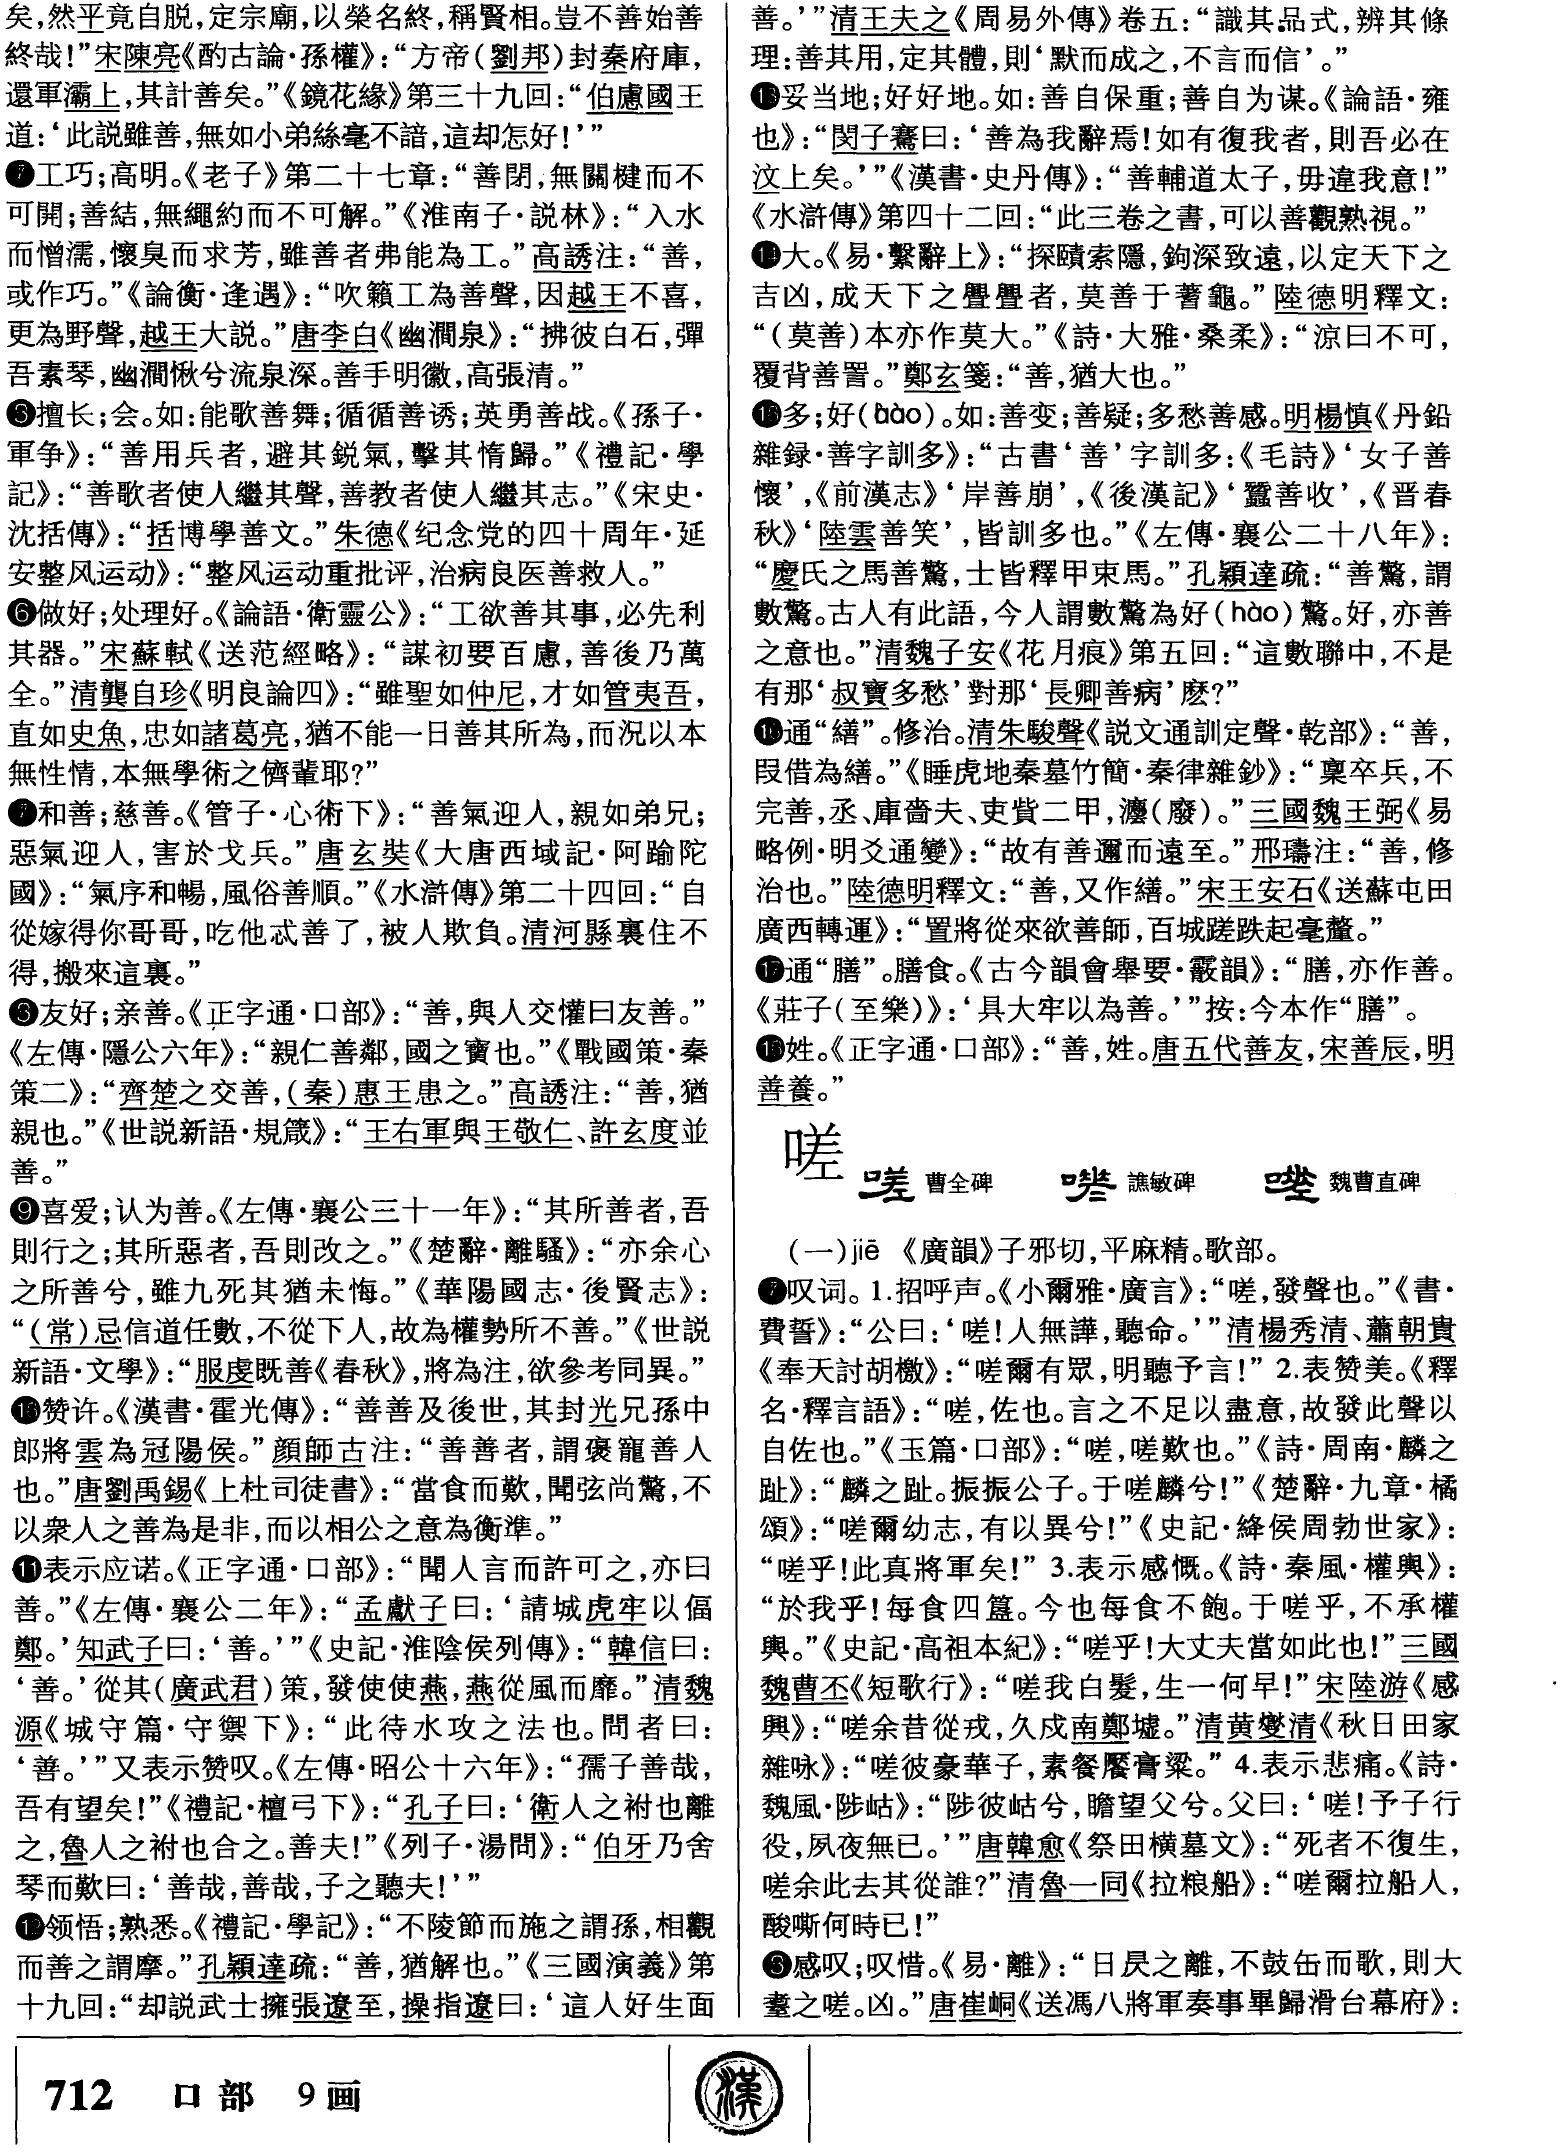 矣,然平竟自脱,定宗廟,以榮名終,稱賢相。豈不善始善
終哉!”宋陳亮《酌古論·孫權》:“方帝(劉邦)封秦府庫,
還軍灞上,其計善矣。”《鏡花緣》第三十九回:“伯慮國王
道:‘此説雖善,無如小弟絲毫不諳,這却怎好!’”
工巧;高明。《老子》第二十七章:“善閉,無關楗而不
可開;善結,無繩約而不可解。”《淮南子·説林》:“入水
而憎濡,懷臭而求芳,雖善者弗能為工。”高誘注:“善,
或作巧。”《論衡·逢遇》:“吹籟工為善聲,因越王不喜,
更為野聲,越王大説。”唐李白《幽澗泉》:“拂彼白石,彈
吾素琴,幽澗愀兮流泉深。善手明徽,高張清。”
擅长;会。如:能歌善舞;循循善诱;英勇善战。《孫子·
軍争》:“善用兵者,避其鋭氣,擊其惰歸。”《禮記·學
記》:“善歌者使人繼其聲,善教者使人繼其志。”《宋史·
沈括傳》:“括博學善文。”朱德《纪念党的四十周年·延
安整风运动》:“整风运动重批评,治病良医善救人。”
❻做好;处理好。《論語·衛靈公》:“工欲善其事,必先利
其器。”宋蘇軾《送范經略》:“謀初要百慮,善後乃萬
全。”清龔自珍《明良論四》:“雖聖如仲尼,才如管夷吾,
直如史魚,忠如諸葛亮,猶不能一日善其所為,而況以本
無性情,本無學術之儕輩耶?”
❼和善;慈善。《管子·心術下》:“善氣迎人,親如弟兄;
惡氣迎人,害於戈兵。”唐玄奘《大唐西域記·阿踰陀
國》:“氣序和暢,風俗善順。”《水滸傳》第二十四回:“自
從嫁得你哥哥,吃他忒善了,被人欺負。清河縣裏住不
得,搬來這裏。”
友好;亲善。《正字通·口部》:“善,與人交懽曰友善。”
《左傳·隱公六年》:“親仁善鄰,國之寶也。”《戰國策·秦
策二》:“齊楚之交善,(秦)惠王患之。”高誘注:“善,猶
親也。”《世説新語·規箴》:“王右軍與王敬仁、許玄度並
善。”
❾喜爱;认为善。《左傳·襄公三十一年》:“其所善者,吾
則行之;其所惡者,吾則改之。”《楚辭·離騷》:“亦余心
之所善兮,雖九死其猶未悔。”《華陽國志·後賢志》:
“(常)忌信道任數,不從下人,故為權勢所不善。”《世説
新語·文學》:“服虔既善《春秋》,將為注,欲參考同異。”
赞许。《漢書·霍光傳》:“善善及後世,其封光兄孫中
郎將雲為冠陽侯。”顔師古注:“善善者,謂褒寵善人
也。”唐劉禹錫《上杜司徒書》:“當食而歎,聞弦尚驚,不
以衆人之善為是非,而以相公之意為衡準。”
⓫表示应诺。《正字通·口部》:“聞人言而許可之,亦曰
善。”《左傳·襄公二年》:“孟獻子曰:‘請城虎牢以偪
鄭。’知武子曰:‘善。’”《史記·淮陰侯列傳》:“韓信曰:
‘善。’從其(廣武君)策,發使使燕,燕從風而靡。”清魏
源《城守篇·守禦下》:“此待水攻之法也。問者曰:
‘善。’”又表示赞叹。《左傳·昭公十六年》:“孺子善哉,
吾有望矣!”《禮記·檀弓下》:“孔子曰:‘衛人之祔也離
之,魯人之祔也合之。善夫!”《列子·湯問》:“伯牙乃舍
琴而歎曰:‘善哉,善哉,子之聽夫!’”
⓬领悟;熟悉。《禮記·學記》:“不陵節而施之謂孫,相觀
而善之謂摩。”孔穎達疏:“善,猶解也。”《三國演義》第
十九回:“却説武士擁張遼至,操指遼曰:‘這人好生面
善。’”清王夫之《周易外傳》卷五:“識其品式,辨其條
理;善其用,定其體,則‘默而成之,不言而信’。”
⓭妥当地;好好地。如:善自保重;善自为谋。《論語·雍
也》:“閔子騫曰:‘善為我辭焉!如有復我者,則吾必在
汶上矣。’”《漢書·史丹傳》:“善輔道太子,毋違我意!”
《水滸傳》第四十二回:“此三卷之書,可以善觀熟視。”
⓮大。《易·繫辭上》:“探賾索隱,鉤深致遠,以定天下之
吉凶,成天下之亹亹者,莫善于蓍龜。”陸德明釋文:
“(莫善)本亦作莫大。”《詩·大雅·桑柔》:“涼曰不可,
覆背善詈。”鄭玄箋:“善,猶大也。”
多;好(hào)。如:善变;善疑;多愁善感。明楊慎《丹鉛
雜録·善字訓多》:“古書‘善’字訓多:《毛詩》‘女子善
懷’,《前漢志》‘岸善崩’,《後漢記》‘蠶善收’,《晋春
秋》‘陸雲善笑’,皆訓多也。”《左傳·襄公二十八年》:
“慶氏之馬善驚,士皆釋甲束馬。”孔穎達疏:“善驚,謂
數驚。古人有此語,今人謂數驚為好(hào)驚。好,亦善
之意也。”清魏子安《花月痕》第五回:“這數聯中,不是
有那‘叔寶多愁’對那‘長卿善病’麽?”
通“繕”。修治。清朱駿聲《説文通訓定聲·乾部》:“善,
叚借為繕。”《睡虎地秦墓竹簡·秦律雜鈔》:“稟卒兵,不
完善,丞、庫嗇夫、吏貲二甲,灋(廢)。”三國魏王弼《易
略例·明爻通變》:“故有善邇而遠至。”邢璹注:“善,修
治也。”陸德明釋文:“善,又作繕。”宋王安石《送蘇屯田
廣西轉運》:“置將從來欲善師,百城蹉跌起毫釐。”
⓱通“膳”。膳食。《古今韻會舉要·霰韻》:“膳,亦作善。
《莊子(至樂)》:‘具大牢以為善。’”按:今本作“膳”。
姓。《正字通·口部》:“善,姓。唐五代善友,宋善辰,明
善養。”
嗟 嗟 曹全碑 嗟 譙敏碑 嗟 魏曹真碑
(一)jiē 《廣韻》子邪切,平麻精。歌部。
叹词。1.招呼声。《小爾雅·廣言》:“嗟,發聲也。”《書·
費誓》:“公曰:‘嗟!人無譁,聽命。’”清楊秀清、蕭朝貴
《奉天討胡檄》:“嗟爾有眾,明聽予言!” 2.表赞美。《釋
名·釋言語》:“嗟,佐也。言之不足以盡意,故發此聲以
自佐也。”《玉篇·口部》:“嗟,嗟歎也。”《詩·周南·麟之
趾》:“麟之趾。振振公子。于嗟麟兮!”《楚辭·九章·橘
頌》:“嗟爾幼志,有以異兮!”《史記·絳侯周勃世家》:
“嗟乎!此真將軍矣!” 3.表示感慨。《詩·秦風·權輿》:
“於我乎!每食四簋。今也每食不飽。于嗟乎,不承權
輿。”《史記·高祖本紀》:“嗟乎!大丈夫當如此也!”三國
魏曹丕《短歌行》:“嗟我白髮,生一何早!”宋陸游《感
興》:“嗟余昔從戎,久戍南鄭墟。”清黄燮清《秋日田家
雜咏》:“嗟彼豪華子,素餐饜膏粱。” 4.表示悲痛。《詩·
魏風·陟岵》:“陟彼岵兮,瞻望父兮。父曰:‘嗟!予子行
役,夙夜無已。’”唐韓愈《祭田横墓文》:“死者不復生,
嗟余此去其從誰?”清魯一同《拉粮船》:“嗟爾拉船人,
酸嘶何時已!”
感叹;叹惜。《易·離》:“日昃之離,不鼓缶而歌,則大
耋之嗟。凶。”唐崔峒《送馮八將軍奏事畢歸滑台幕府》:
712 口部 9画
漢